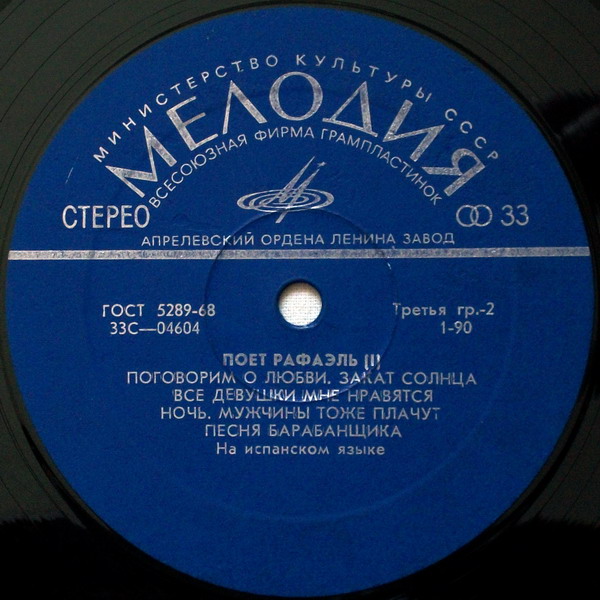 МИНИСТЕРСТВО КУЛЬТУРЫ СССР
МЕЛОДИЯ
ВСЕСОЮЗНАЯ ФИРМА ГРАМПЛАСТИНОК
СТЕРЕО
33
АПРЕЛЕВСКИЙ ОРДЕНА ЛЕНИНА ЗАВОД
ГОСТ 5289-68
Третья гр.-2
33С—04604
1-90
ПОЕТ РАФАЭЛЬ (I)
ПОГОВОРИМ О ЛЮБВИ. ЗАКАТ СОЛНЦА
ВСЕ ДЕВУШКИ МНЕ НРАВЯТСЯ
НОЧЬ. МУЖЧИНЫ ТОЖЕ ПЛАЧУТ
ПЕСНЯ БАРАБАНЩИКА
На испанском языке